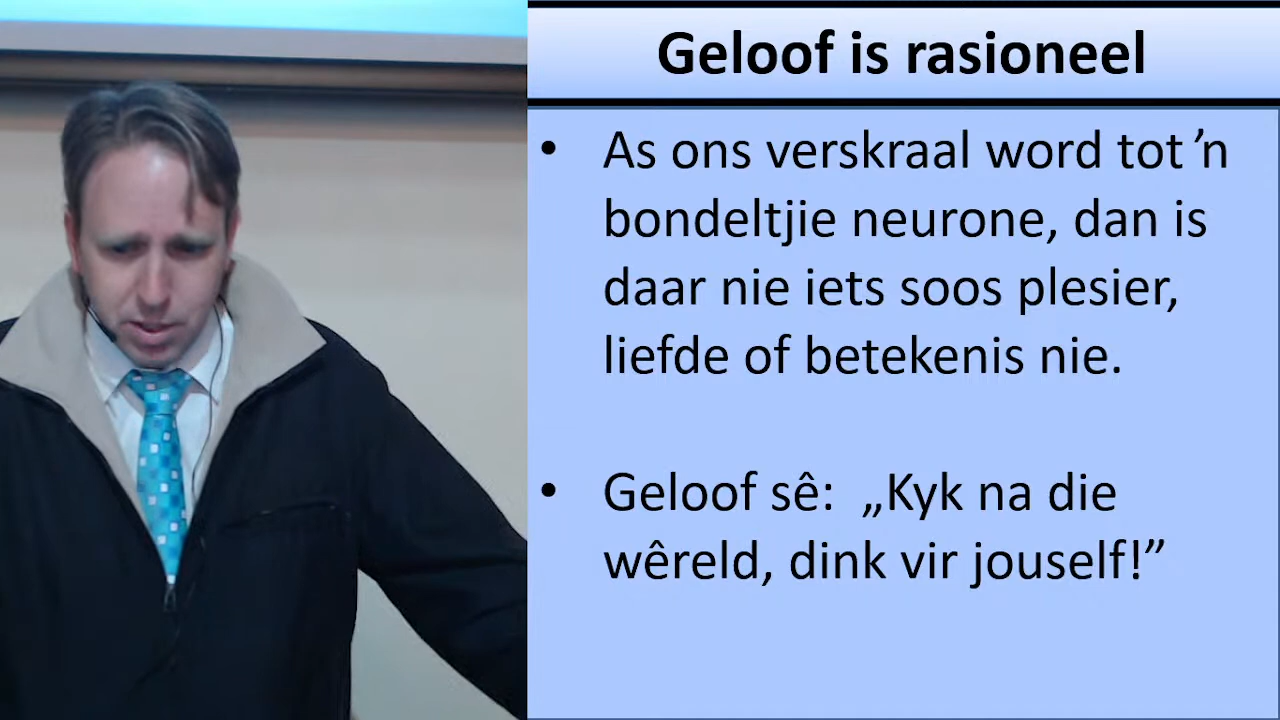 Geloof is rasioneel
• As ons verskraal word tot ’n
bondeltjie neurone, dan is
daar nie iets soos plesier,
liefde of betekenis nie.
• Geloof sê:  „Kyk na die
wêreld, dink vir jouself!”